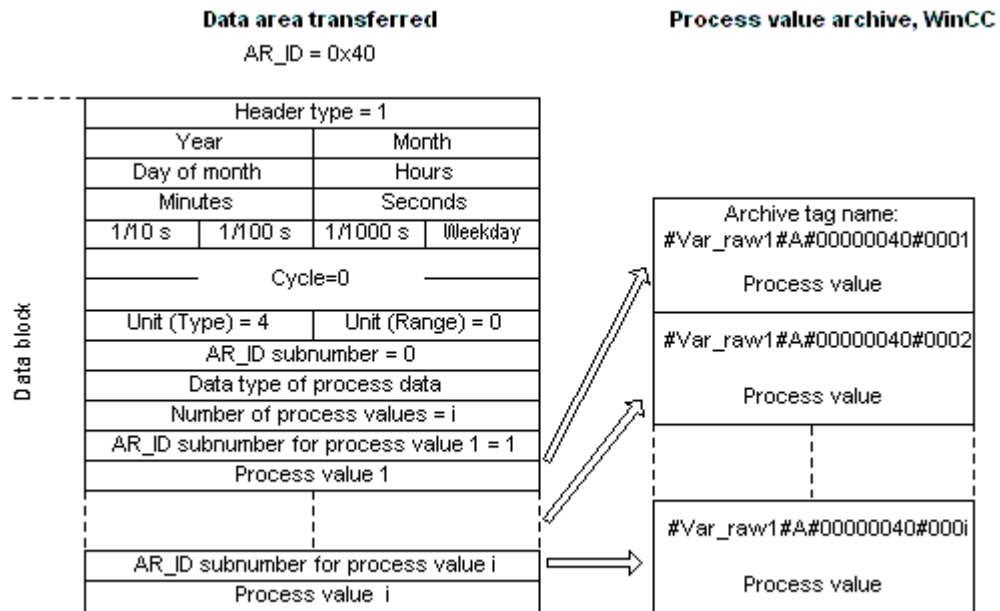 Data area transferred
AR_ID = 0x40
Data block
Header type = 1
Year Month
Day of month Hours
Minutes Seconds
1/10 s 1/100 s 1/1000 s Weekday
Cycle=0
Unit (Type) = 4 Unit (Range) = 0
AR_ID subnumber = 0
Data type of process data
Number of process values = i
AR_ID subnumber for process value 1 = 1
Process value 1
AR_ID subnumber for process value i
Process value i
Process value archive, WinCC
Archive tag name:
#Var_raw1#A#00000040#0001
Process value
#Var_raw1#A#00000040#0002
Process value
#Var_raw1#A#00000040#000i
Process value